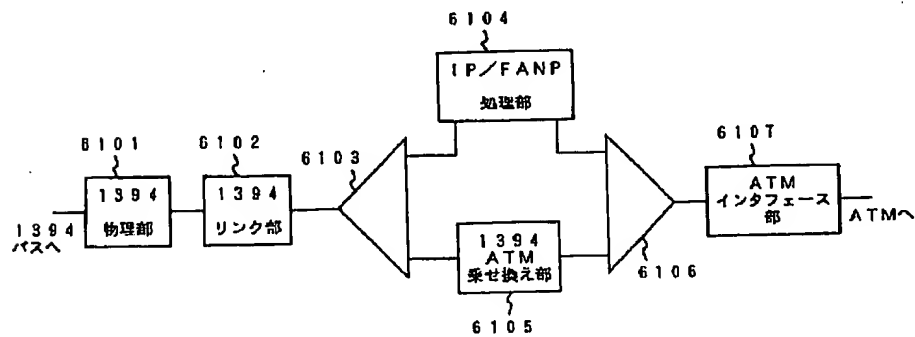 6104
IP/FANP
処理部
6101
6102
6103
6107
1394
物理部
1394
リンク部
ATM
インタフェース
部
1394
バスへ
ATMへ
1394
ATM
乗せ換え部
6106
6105